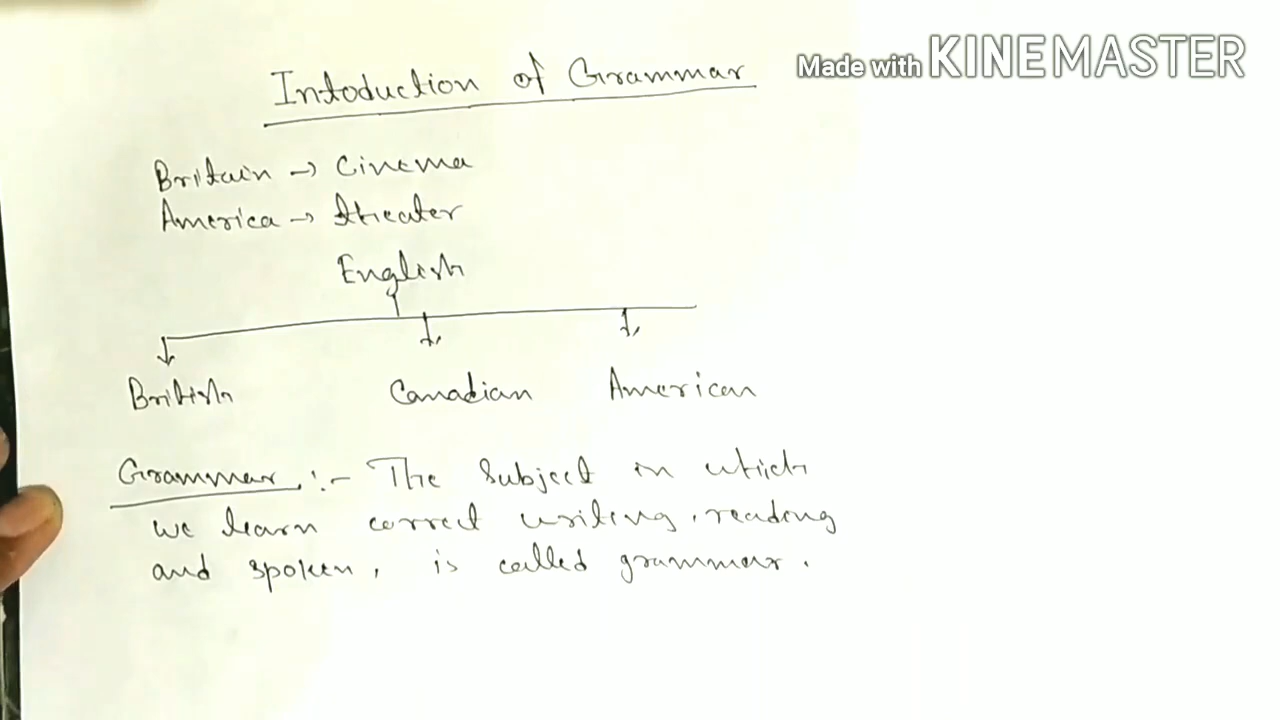 Made with KINEMASTER
Intoduction of Grammar
Britain → Cinema
America → theater
English
British Canadian American
Grammar :- The subject in which
we learn correct writing, reading
and spoken, is called grammar.